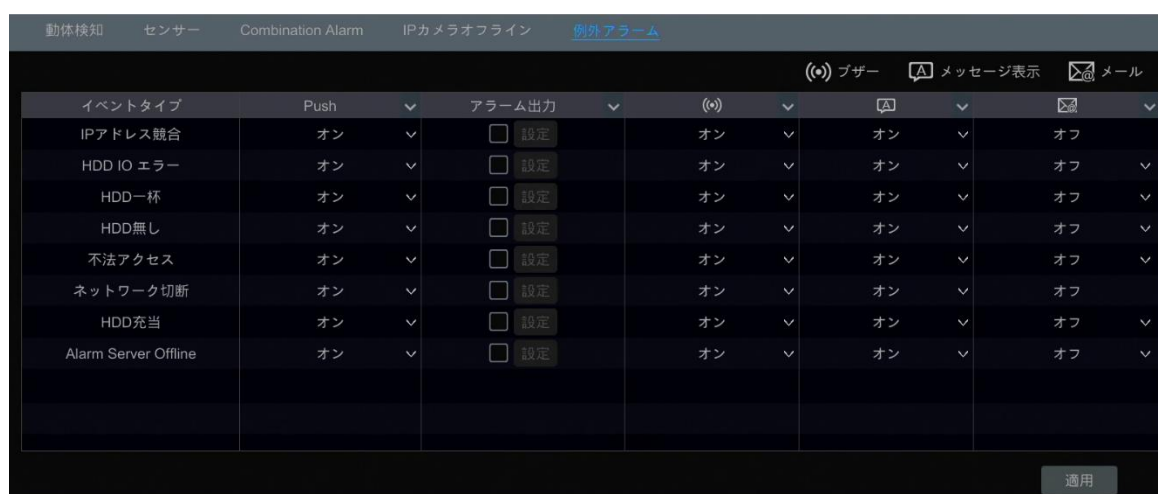 動体検知 センサー Combination Alarm IPカメラオフライン 例外アラーム
ブザー メッセージ表示 メール
イベントタイプ Push アラーム出力
IPアドレス競合 オン 設定 オン オン オフ
HDD IO エラー オン 設定 オン オン オフ
HDD一杯 オン 設定 オン オン オフ
HDD無し オン 設定 オン オン オフ
不法アクセス オン 設定 オン オン オフ
ネットワーク切断 オン 設定 オン オン オフ
HDD充当 オン 設定 オン オン オフ
Alarm Server Offline オン 設定 オン オン オフ
適用